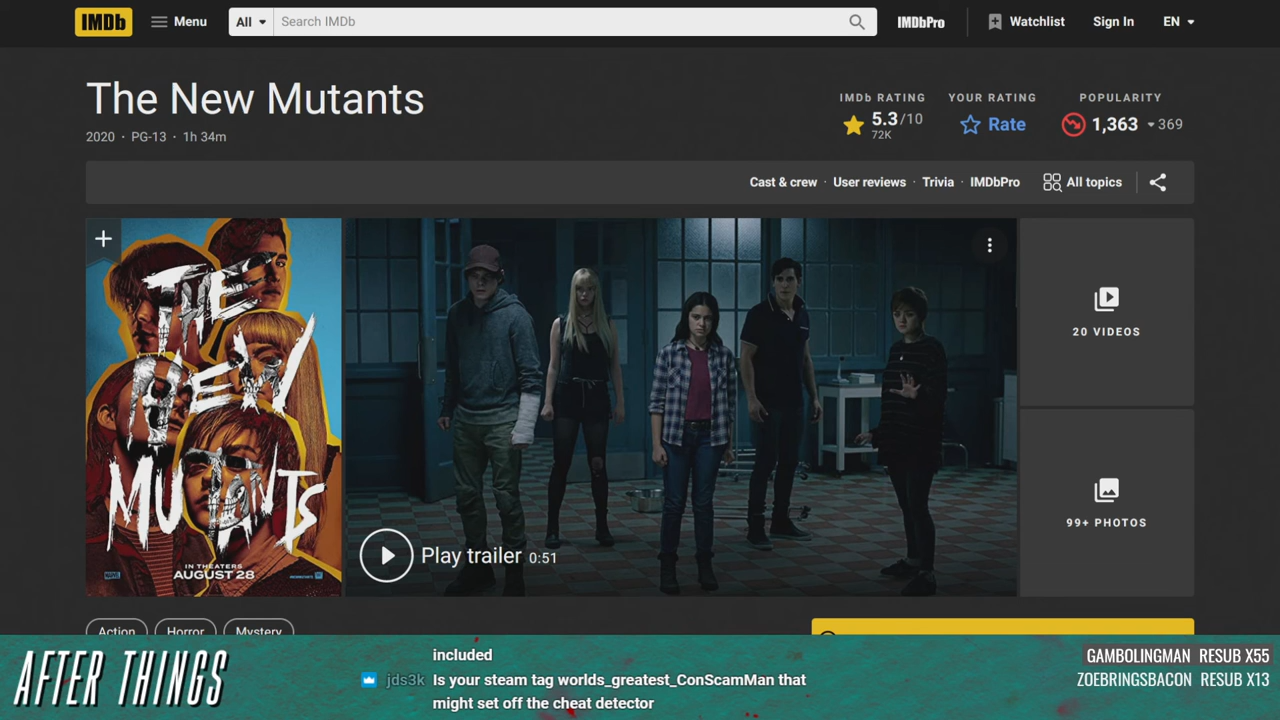 IMDb
Menu
All
Search IMDb
IMDbPro
Watchlist
Sign In
EN
The New Mutants
2020 · PG-13 · 1h 34m
IMDb RATING
5.3/10
72K
YOUR RATING
Rate
POPULARITY
1,363
369
Cast & crew · User reviews · Trivia · IMDbPro
All topics
THE
NEW
MUTANTS
IN THEATERS
AUGUST 28
MARVEL
Play trailer 0:51
20 VIDEOS
99+ PHOTOS
Action
Horror
Mystery
AFTER THINGS
included
jds3k Is your steam tag worlds_greatest_ConScamMan that
might set off the cheat detector
GAMBOLINGMAN RESUB X55
ZOEBRINGSBACON RESUB X13